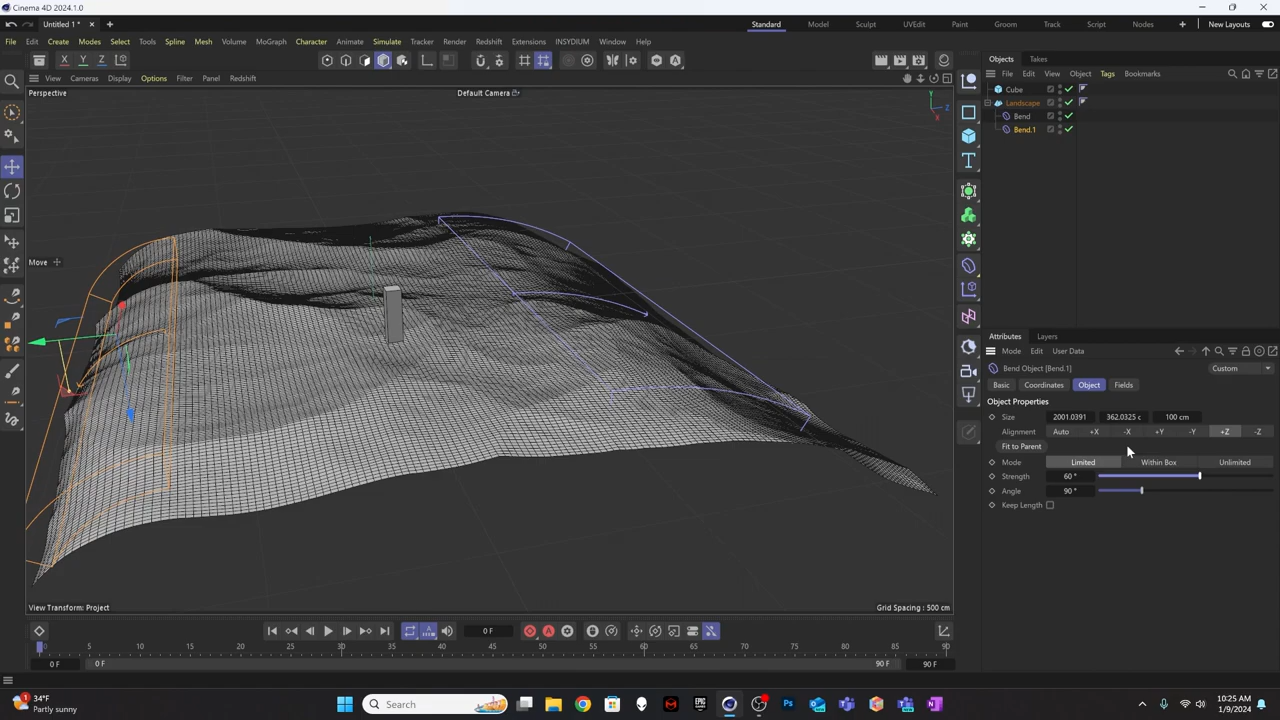 Cinema 4D 2024.1.0
Untitled 1 *
Standard Model Sculpt UVEdit Paint Groom Track Script Nodes New Layouts
File Edit Create Modes Select Tools Spline Mesh Volume MoGraph Character Animate Simulate Tracker Render Redshift Extensions INSYDIUM Window Help
X Y Z
Objects Takes
View Cameras Display Options Filter Panel Redshift
File Edit View Object Tags Bookmarks
Perspective
Default Camera
Y
Z
X
Cube
Landscape
Bend
Bend.1
Move
Attributes Layers
Mode Edit User Data
Bend Object [Bend.1]
Custom
Basic Coordinates Object Fields
Object Properties
Size 2001.0391 362.0325 c 100 cm
Alignment Auto +X -X +Y -Y +Z -Z
Fit to Parent
Mode Limited Within Box Unlimited
Strength 60 °
Angle 90 °
Keep Length
View Transform: Project
Grid Spacing : 500 cm
0 F
0 5 10 15 20 25 30 35 40 45 50 55 60 65 70 75 80 85 90
0 F 0 F 90 F 90 F
1
34°F
Partly sunny
Search
10:25 AM
1/9/2024